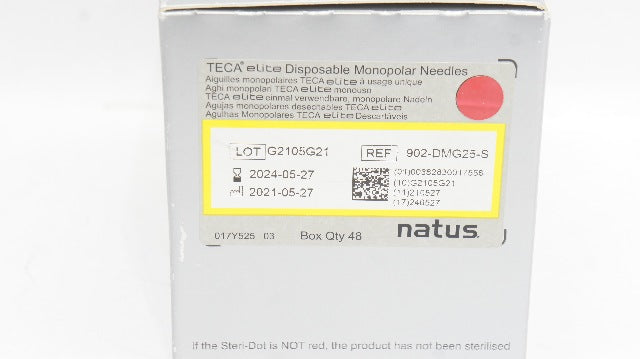 TECA® elite Disposable Monopolar Needles
Aiguilles monopolaires TECA elite à usage unique
Aghi monopolari TECA elite monouso
TECA elite einmal verwendbare, monopolare Nadeln
Agujas monopolares desechables TECA elite
Agulhas Monopolares TECA elite Descartáveis
LOT G2105G21
REF 902-DMG25-S
2024-05-27
2021-05-27
(10)G2105G21
(11)210527
(17)240527
017Y525 03
Box Qty 48
natus
If the Steri-Dot is NOT red, the product has not been sterilised